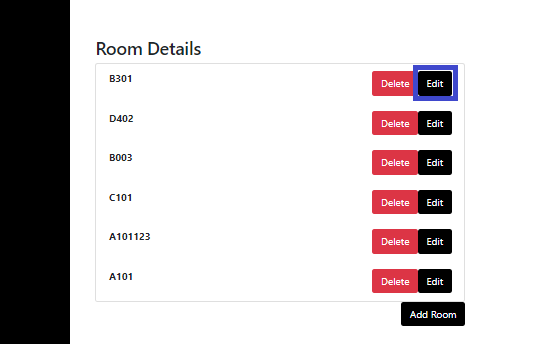 Room Details
B301 Delete Edit
D402 Delete Edit
B003 Delete Edit
C101 Delete Edit
A101123 Delete Edit
A101 Delete Edit
Add Room